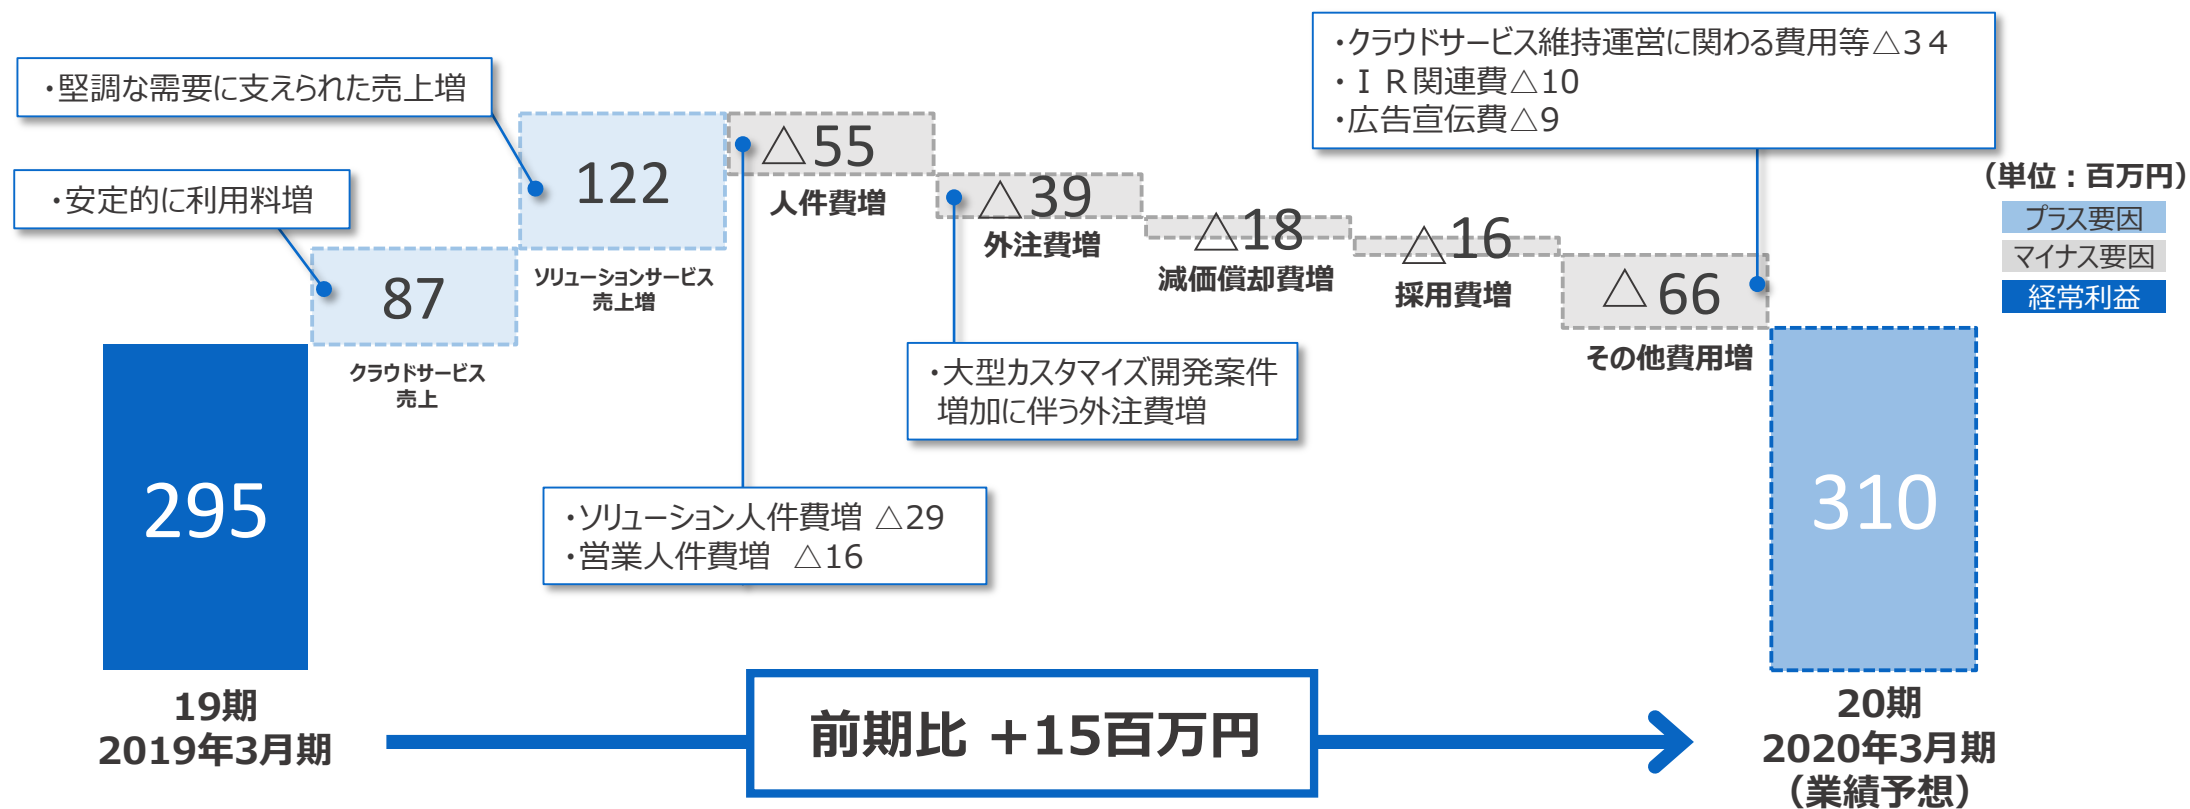 ・クラウドサービス維持運営に関わる費用等△3４
・ＩＲ関連費△10
・広告宣伝費△9
・堅調な需要に支えられた売上増
・安定的に利用料増
（単位：百万円）
プラス要因
マイナス要因
経常利益
295
87
クラウドサービス
売上
122
ソリューションサービス
売上増
△55
人件費増
△39
外注費増
△18
減価償却費増
△16
採用費増
△66
その他費用増
310
・大型カスタマイズ開発案件
増加に伴う外注費増
・ソリューション人件費増 △29
・営業人件費増 △16
19期
2019年3月期
前期比 +15百万円
20期
2020年3月期
（業績予想）